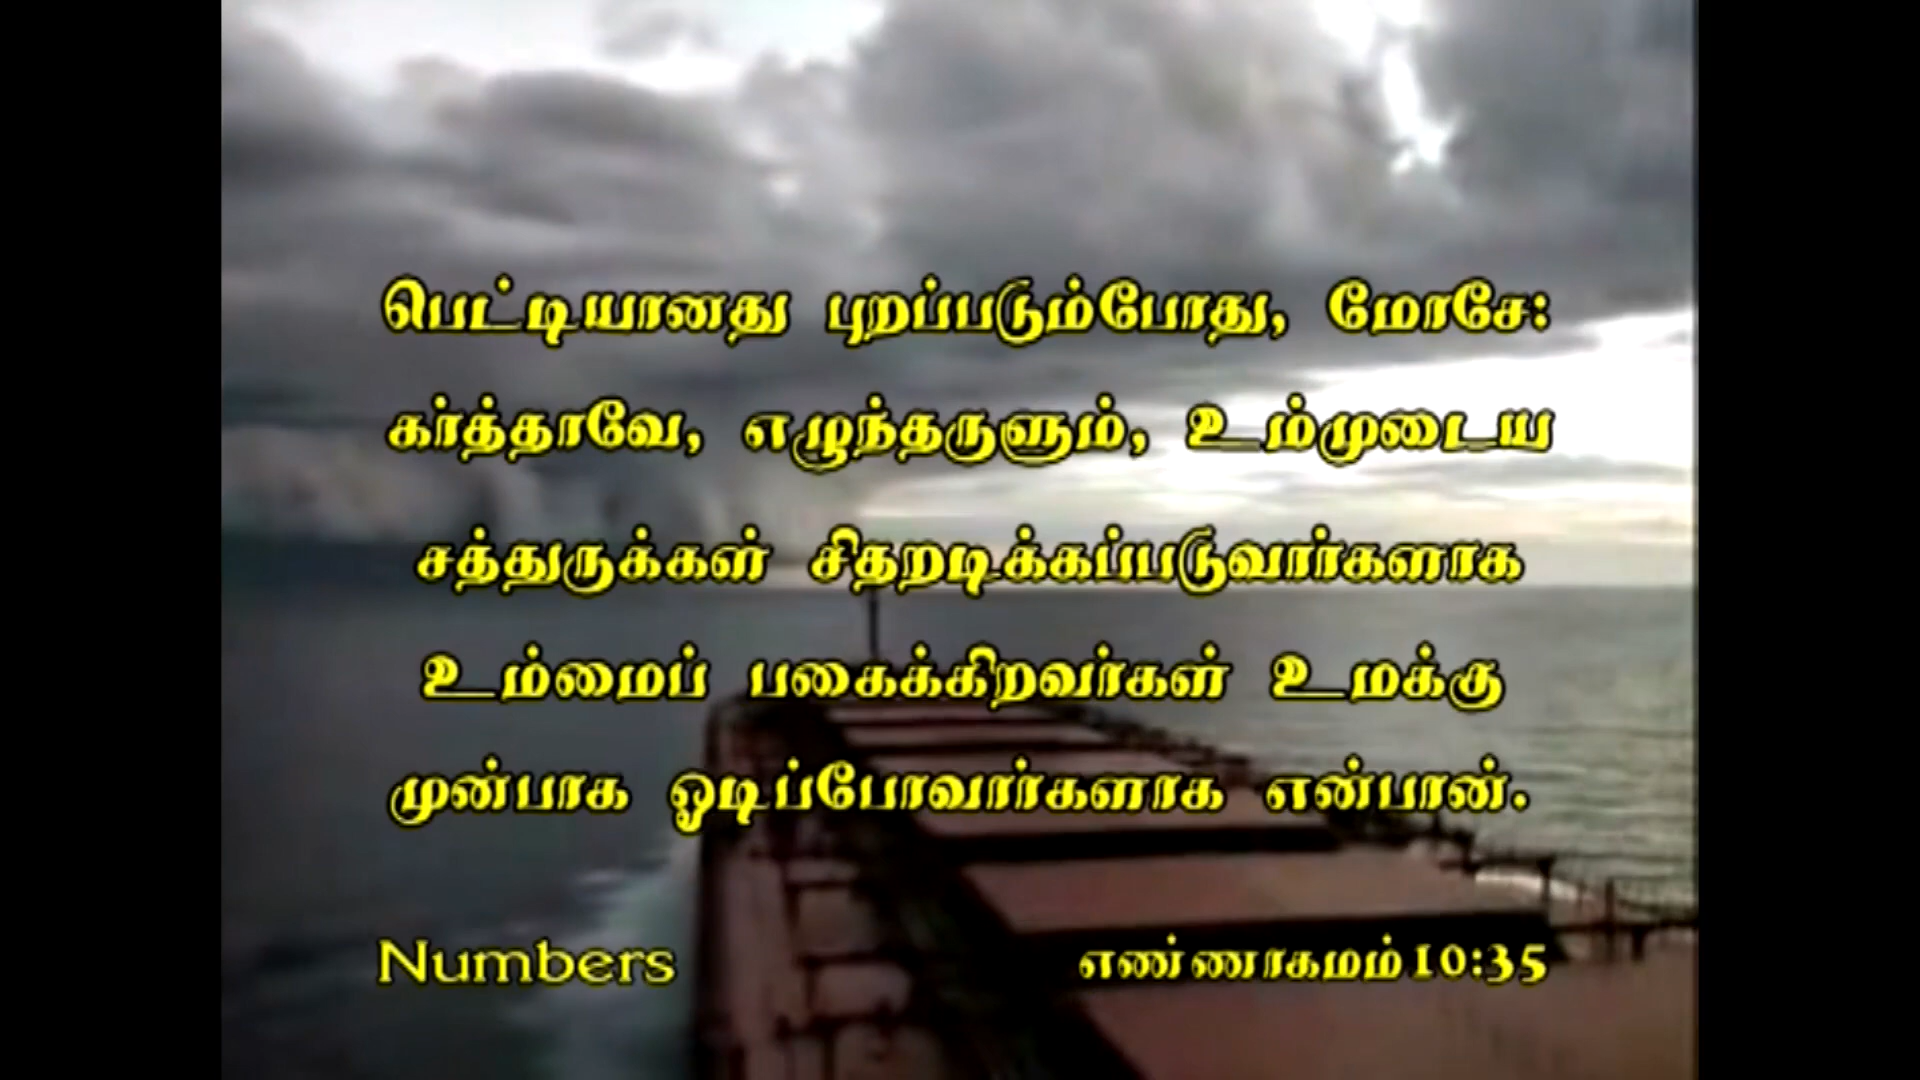 பெட்டியானது புறப்படும்போது, மோசே:
கர்த்தாவே, எழுந்தருளும், உம்முடைய
சத்துருக்கள் சிதறடிக்கப்படுவார்களாக
உம்மைப் பகைக்கிறவர்கள் உமக்கு
முன்பாக ஓடிப்போவார்களாக என்பான்.
Numbers எண்ணாகமம் 10:35